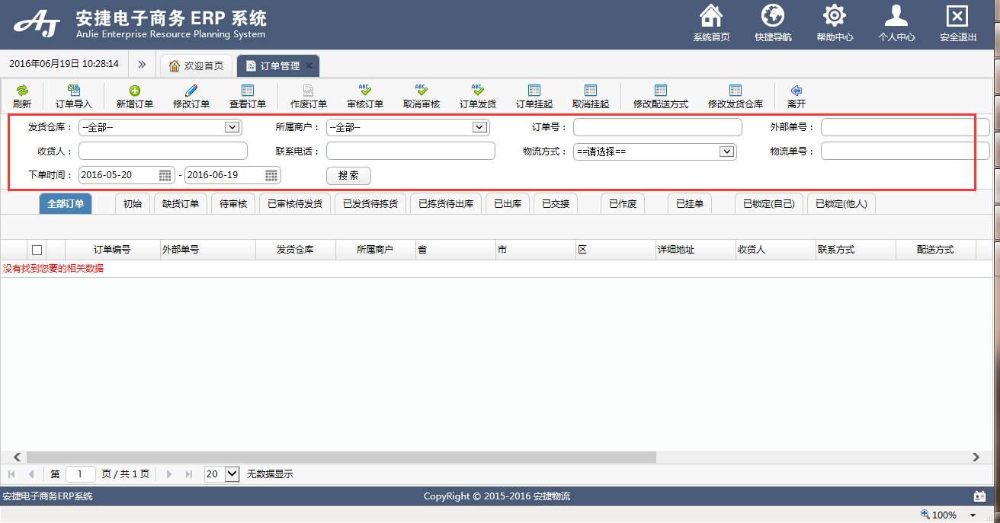 安捷电子商务 ERP 系统
AnJie Enterprise Resource Planning System
系统首页 快捷导航 帮助中心 个人中心 安全退出
2016年06月19日 10:28:14 » 欢迎首页 订单管理
刷新 订单导入 新增订单 修改订单 查看订单 作废订单 审核订单 取消审核 订单发货 订单挂起 取消挂起 修改配送方式 修改发货仓库 离开
发货仓库： --全部-- 所属商户： --全部-- 订单号： 外部单号：
收货人： 联系电话： 物流方式： ==请选择== 物流单号：
下单时间： 2016-05-20 - 2016-06-19 搜 索
全部订单 初始 缺货订单 待审核 已审核待发货 已发货待拣货 已拣货待出库 已出库 已交接 已作废 已挂单 已锁定(自己) 已锁定(他人)
订单编号 外部单号 发货仓库 所属商户 省 市 区 详细地址 收货人 联系方式 配送方式
没有找到您要的相关数据
第 1 页 / 共 1 页 20 无数据显示
安捷电子商务ERP系统 CopyRight © 2015-2016 安捷物流
100%